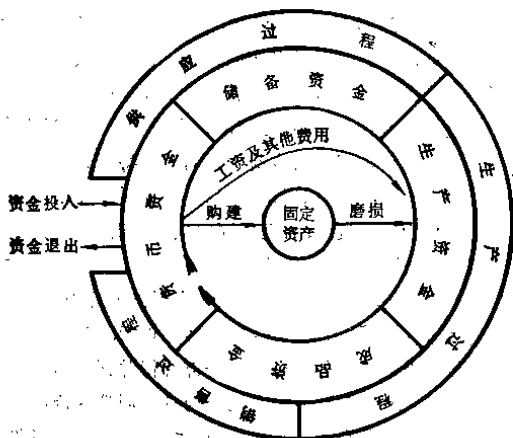 供应过程
储备资金
工资及其他费用
生产过程
生产资金
货币资金
资金投入
资金退出
购建
固定
资产
磨损
成品资金
销售过程